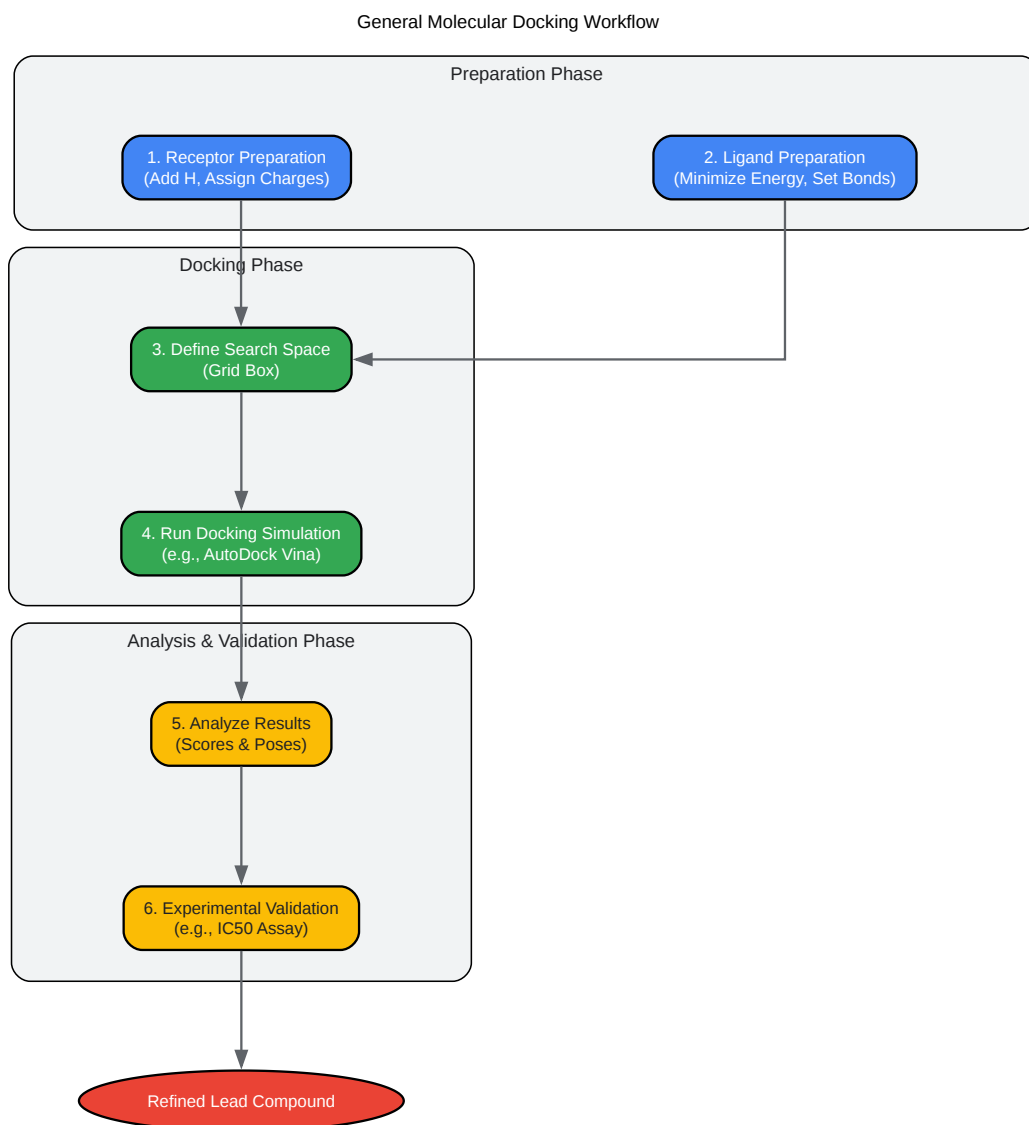 General Molecular Docking Workflow
Preparation Phase
1. Receptor Preparation
(Add H, Assign Charges)
2. Ligand Preparation
(Minimize Energy, Set Bonds)
Docking Phase
3. Define Search Space
(Grid Box)
4. Run Docking Simulation
(e.g., AutoDock Vina)
Analysis & Validation Phase
5. Analyze Results
(Scores & Poses)
6. Experimental Validation
(e.g., IC50 Assay)
Refined Lead Compound